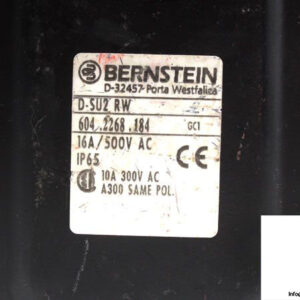 BERNSTEIN
D-32457 Porta Westfalica
D-SU2 RW
604.2268.184 GC1
16A/500V AC
IP65
CE
10A 300V AC
A300 SAME POL.